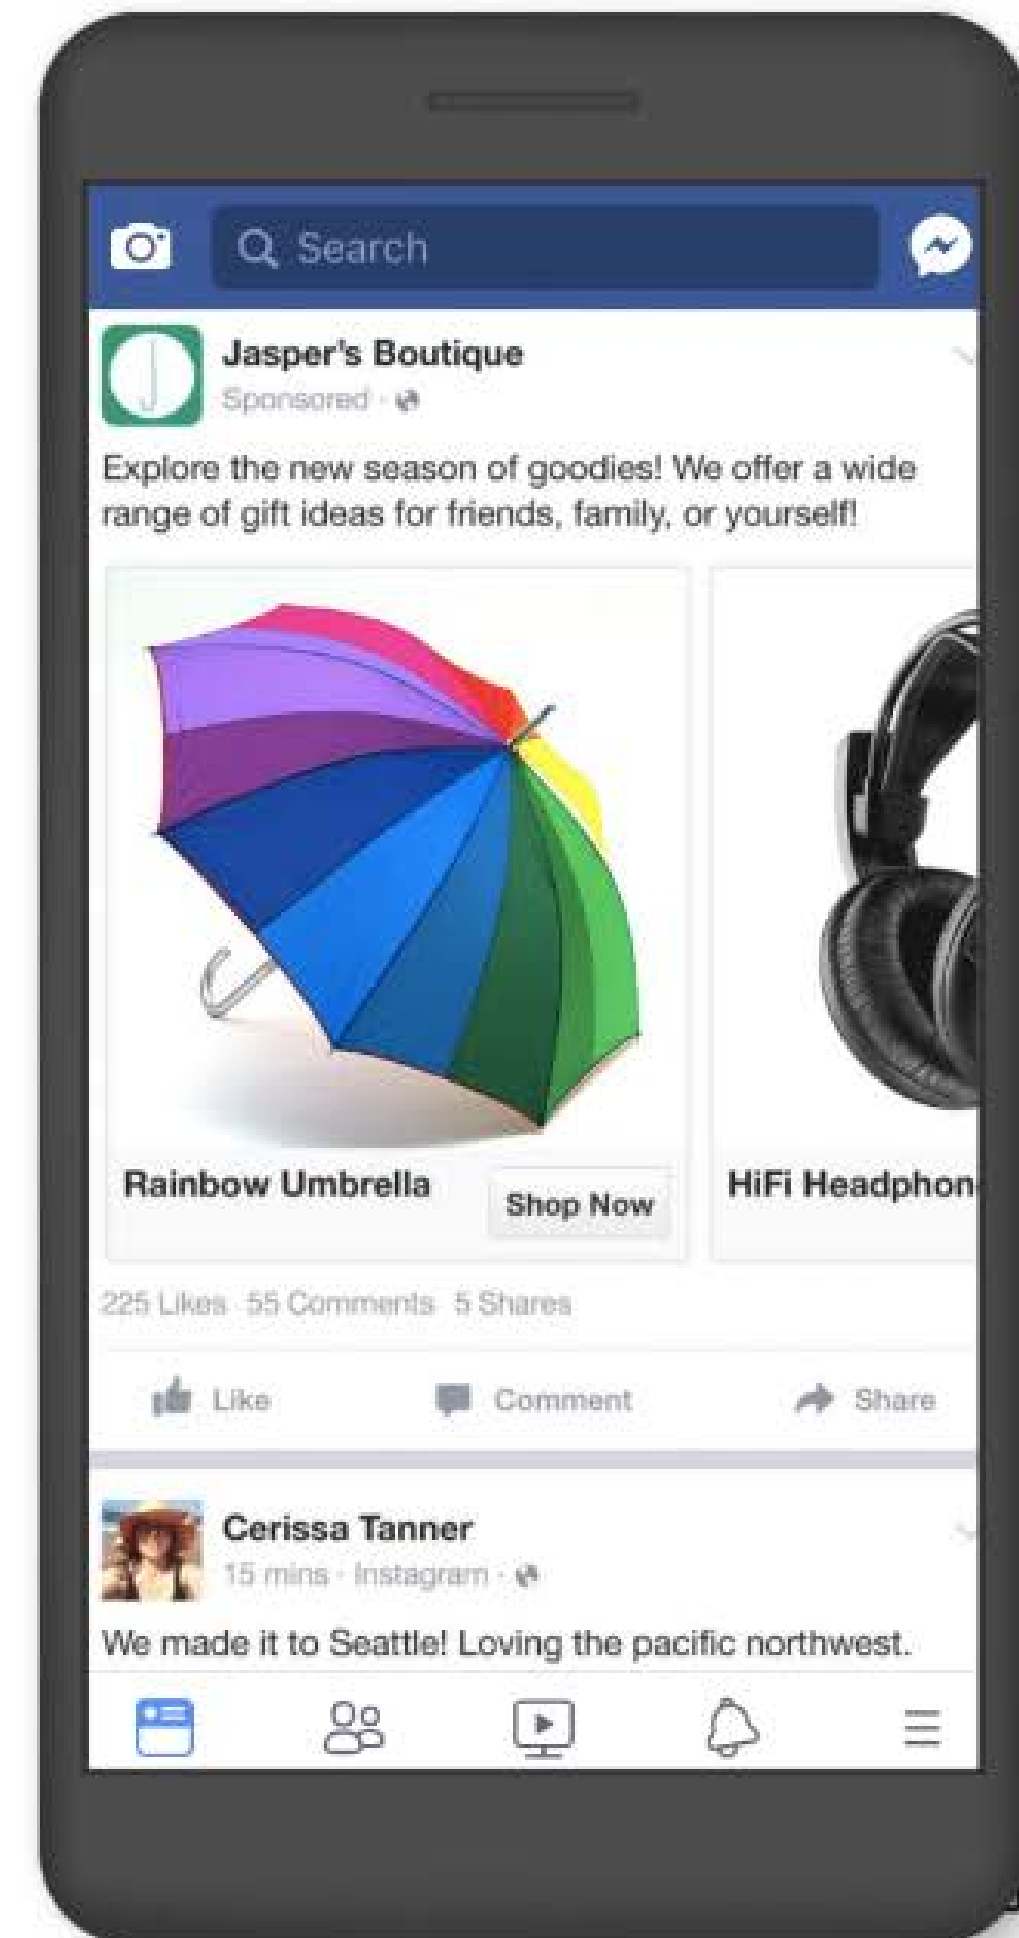 Search
Jasper's Boutique
Sponsored ·
Explore the new season of goodies! We offer a wide
range of gift ideas for friends, family, or yourself!
Rainbow Umbrella
Shop Now
HiFi Headphon
225 Likes 55 Comments 5 Shares
Like Comment Share
Cerissa Tanner
15 mins · Instagram ·
We made it to Seattle! Loving the pacific northwest.